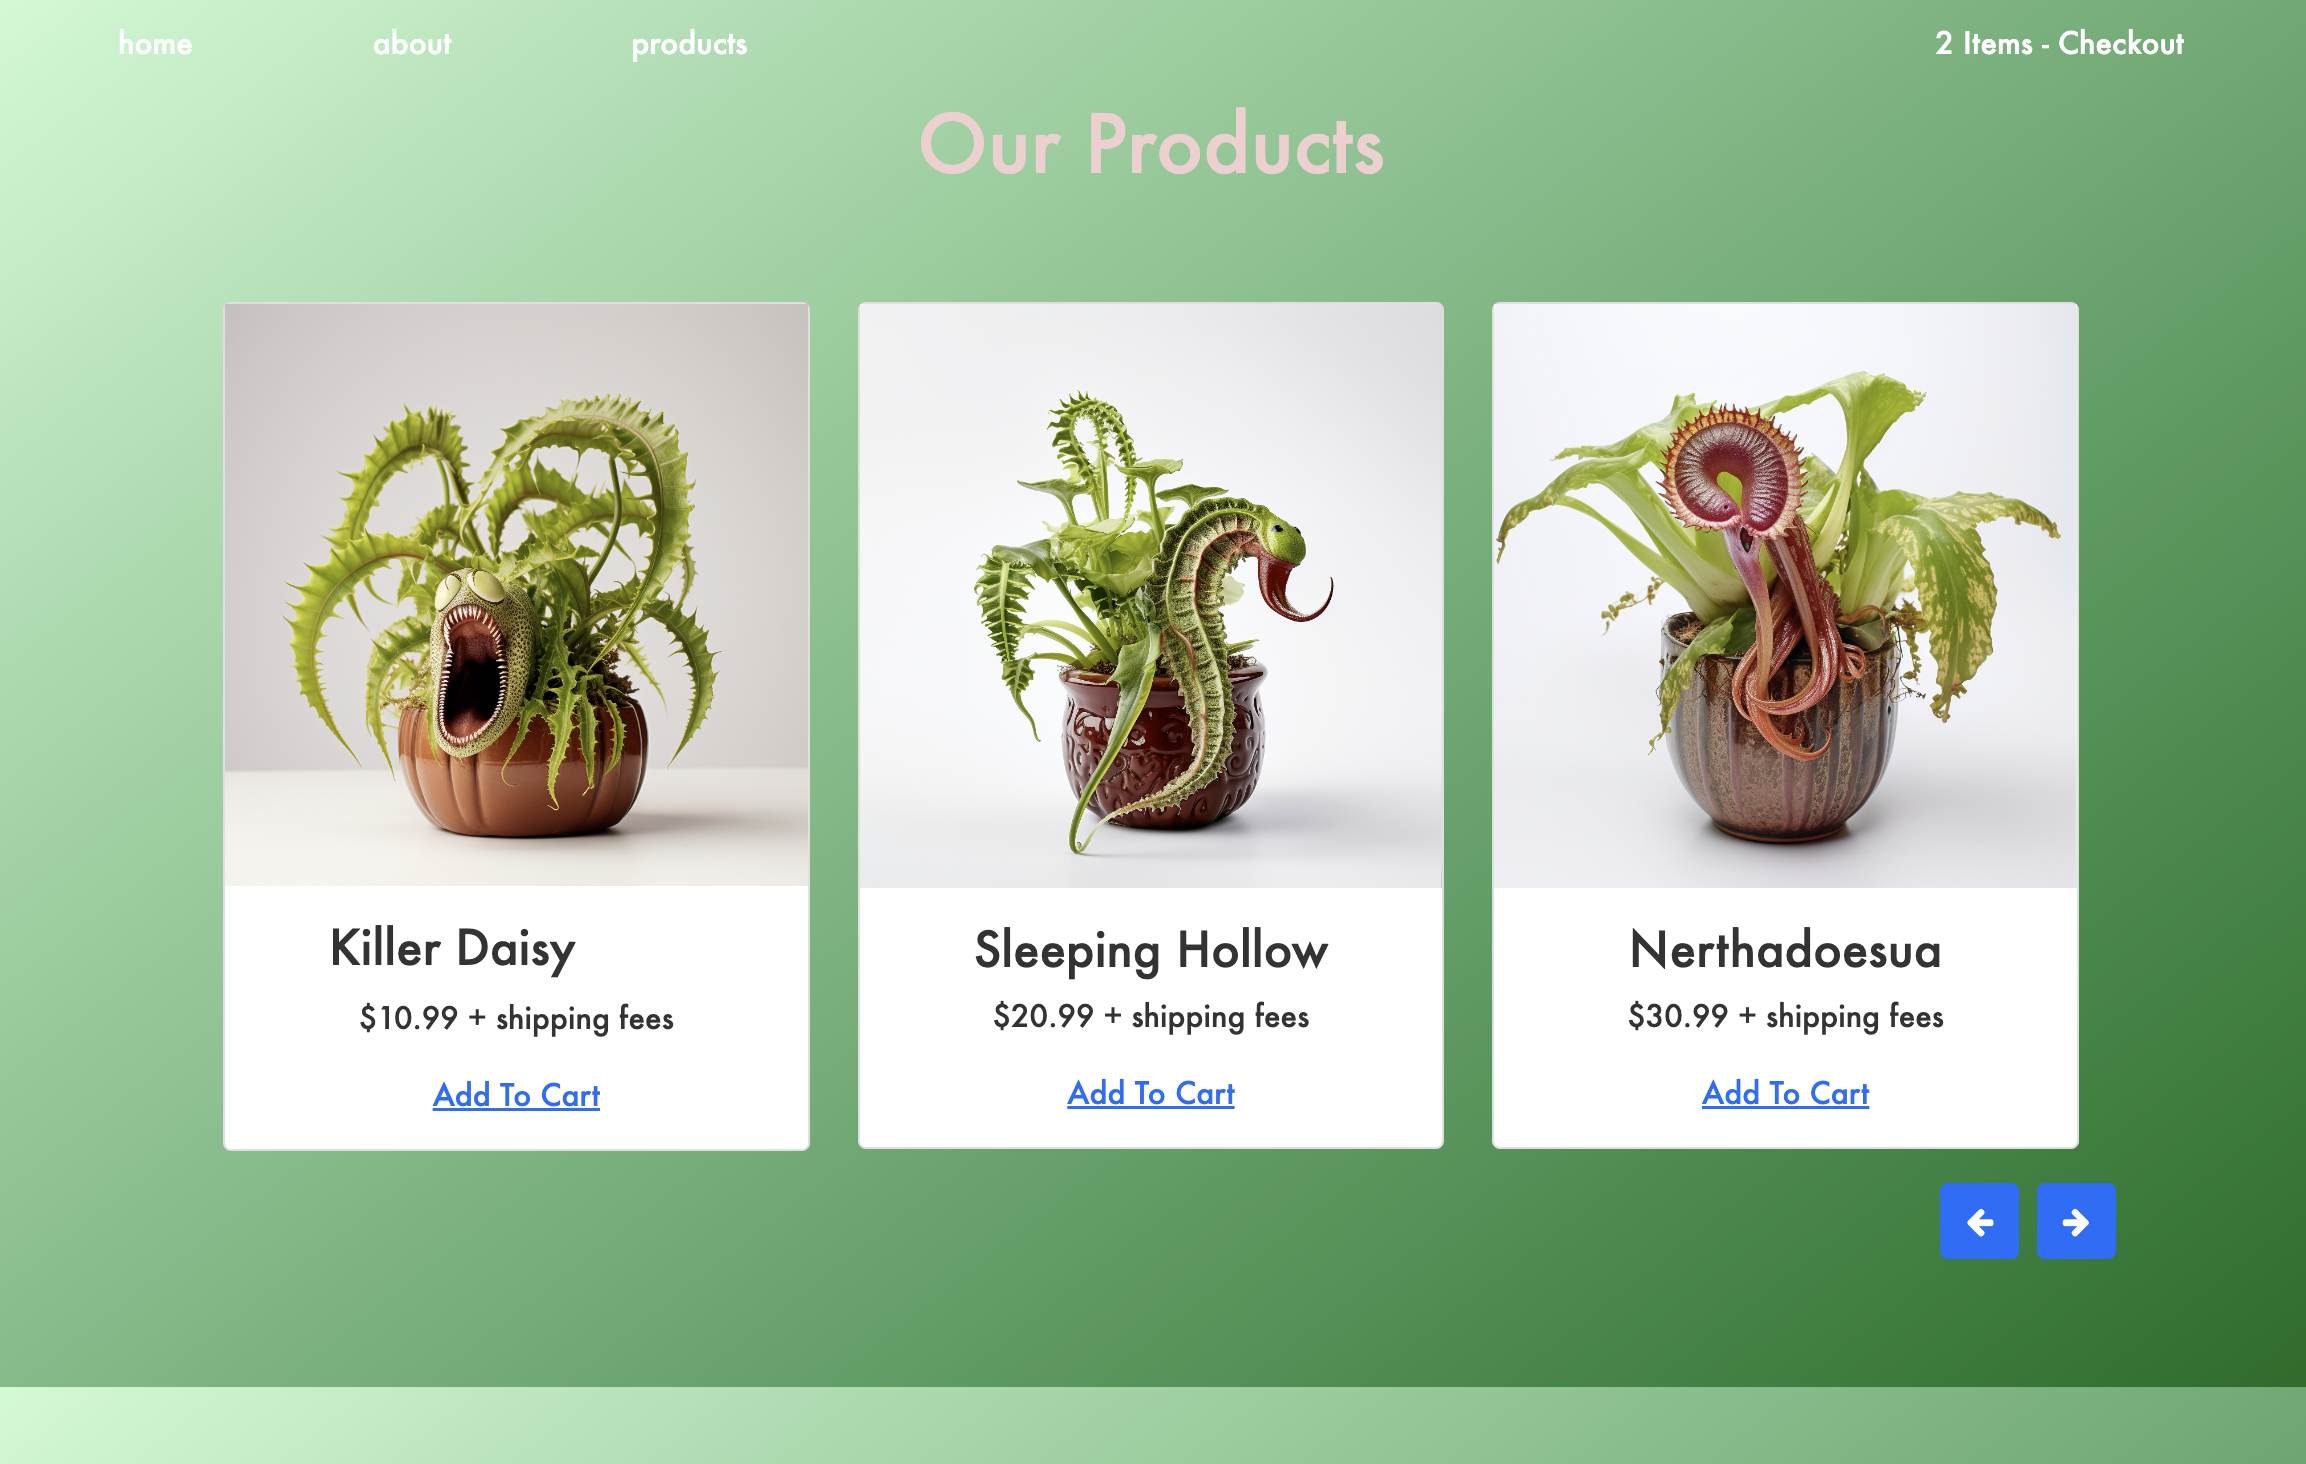 home about products 2 Items - Checkout
Our Products
Killer Daisy
$10.99 + shipping fees
Add To Cart
Sleeping Hollow
$20.99 + shipping fees
Add To Cart
Nerthadoesua
$30.99 + shipping fees
Add To Cart